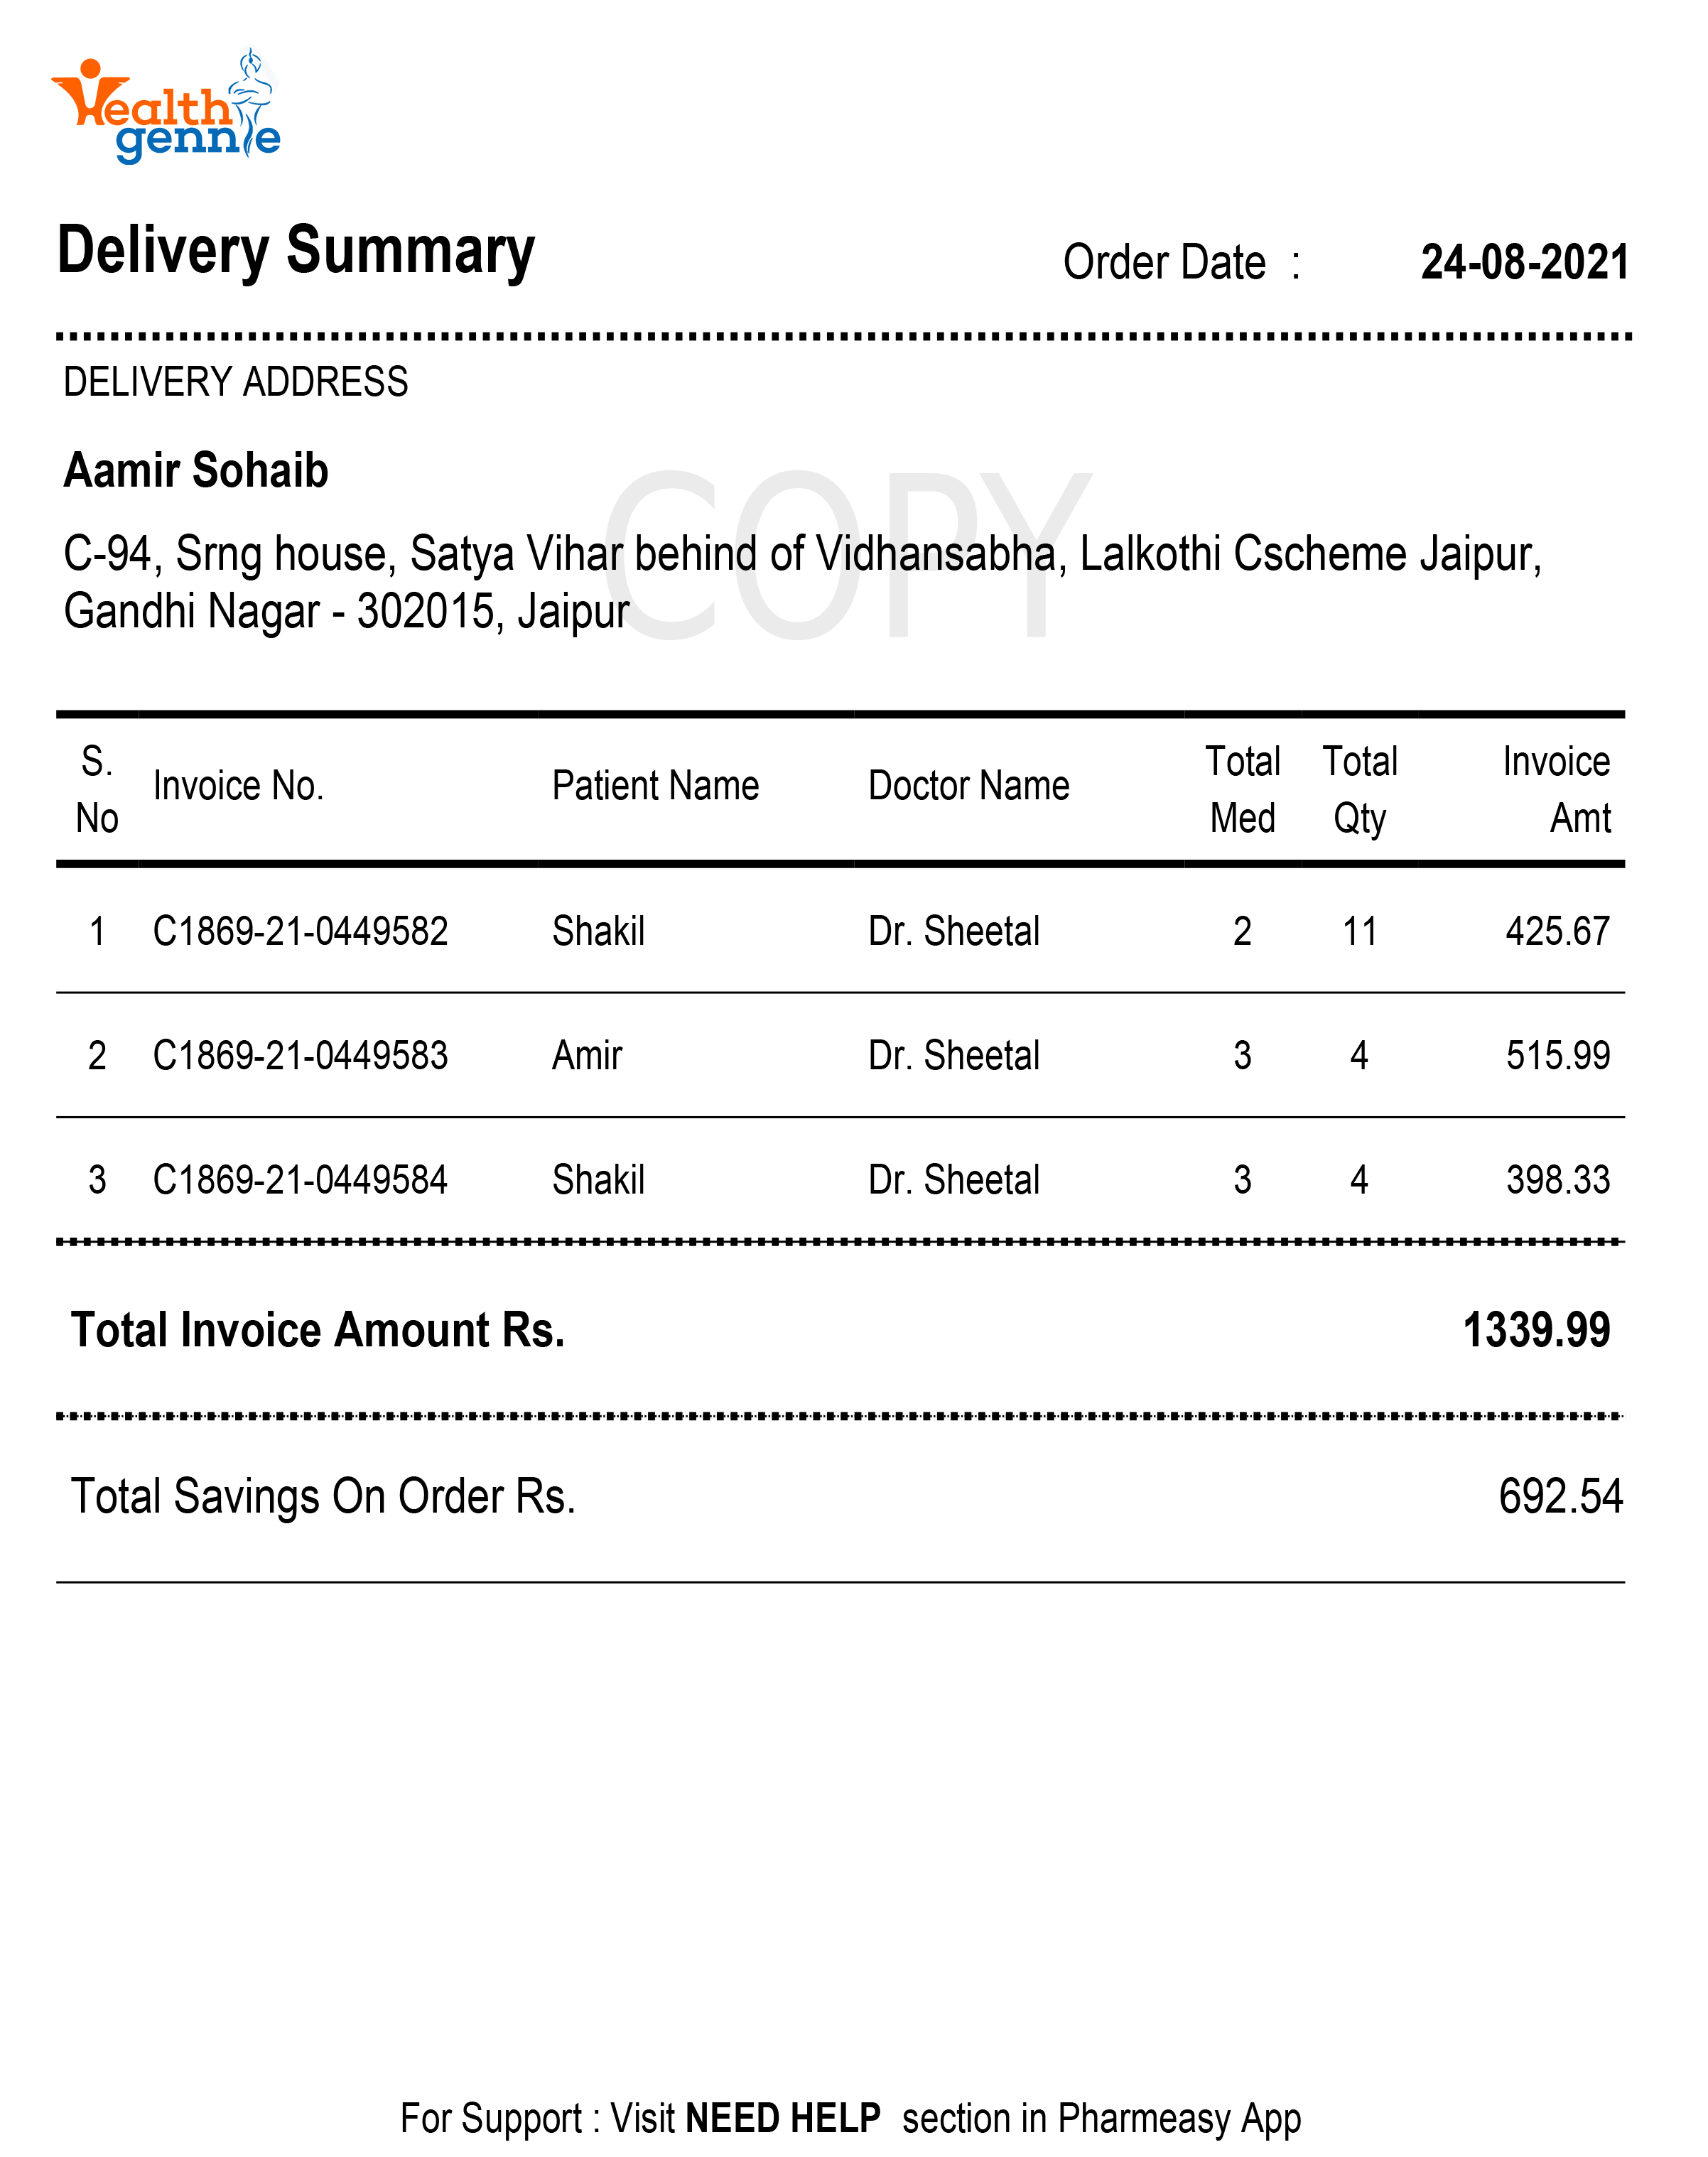 Health
gennie
Delivery Summary
Order Date : 24-08-2021
DELIVERY ADDRESS
Aamir Sohaib
COPY
C-94, Srng house, Satya Vihar behind of Vidhansabha, Lalkothi Cscheme Jaipur,
Gandhi Nagar - 302015, Jaipur
S. No Invoice No. Patient Name Doctor Name Total Med Total Qty Invoice Amt
1 C1869-21-0449582 Shakil Dr. Sheetal 2 11 425.67
2 C1869-21-0449583 Amir Dr. Sheetal 3 4 515.99
3 C1869-21-0449584 Shakil Dr. Sheetal 3 4 398.33
Total Invoice Amount Rs. 1339.99
Total Savings On Order Rs. 692.54
For Support : Visit NEED HELP section in Pharmeasy App